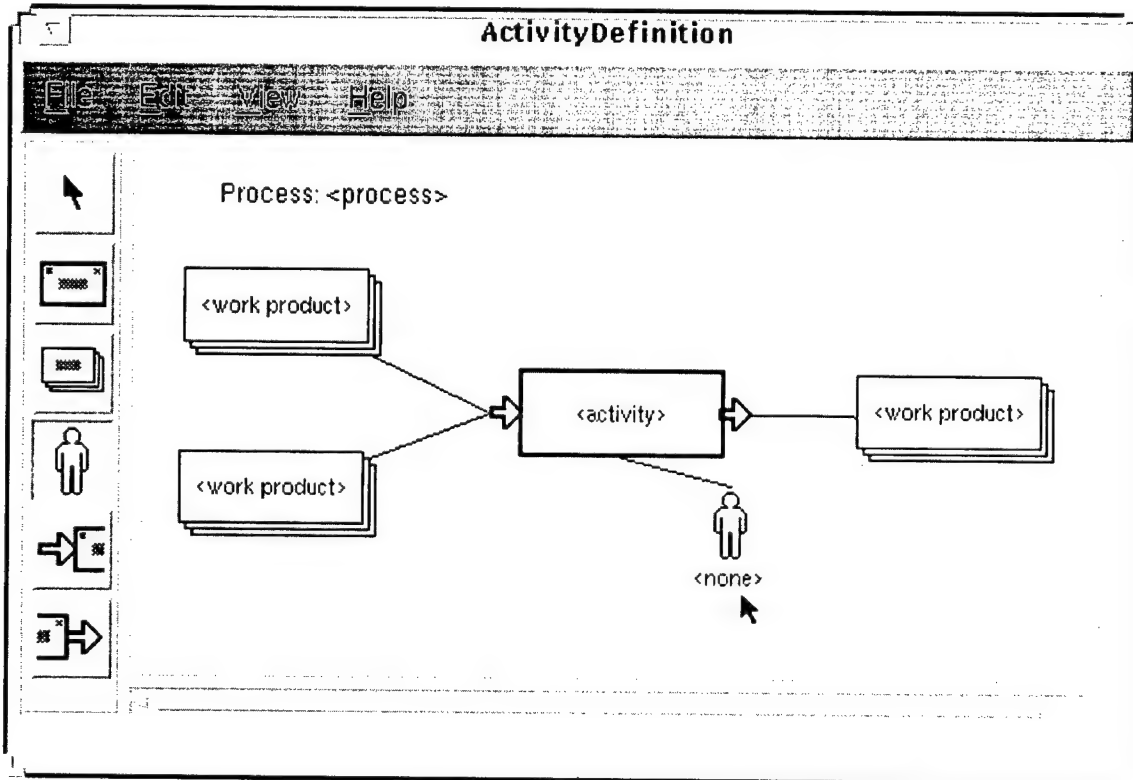 ActivityDefinition
File Edit View Help
Process: <process>
<work product>
<work product>
<activity>
<work product>
<none>